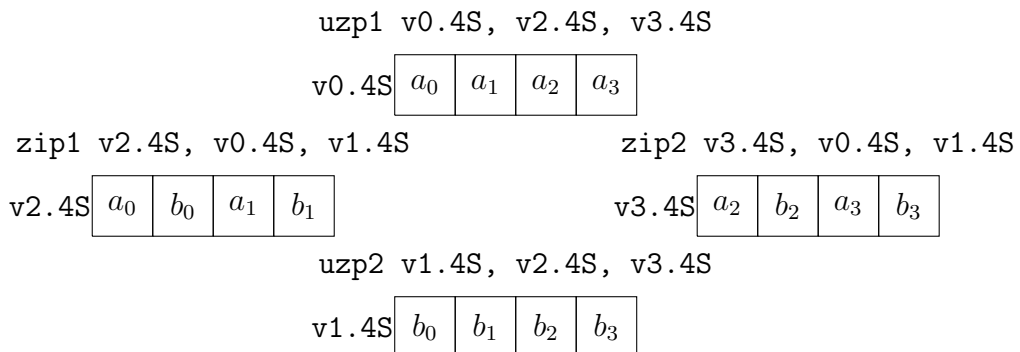 uzp1 v0.4S, v2.4S, v3.4S
v0.4S a₀ a₁ a₂ a₃
zip1 v2.4S, v0.4S, v1.4S
zip2 v3.4S, v0.4S, v1.4S
v2.4S a₀ b₀ a₁ b₁
v3.4S a₂ b₂ a₃ b₃
uzp2 v1.4S, v2.4S, v3.4S
v1.4S b₀ b₁ b₂ b₃